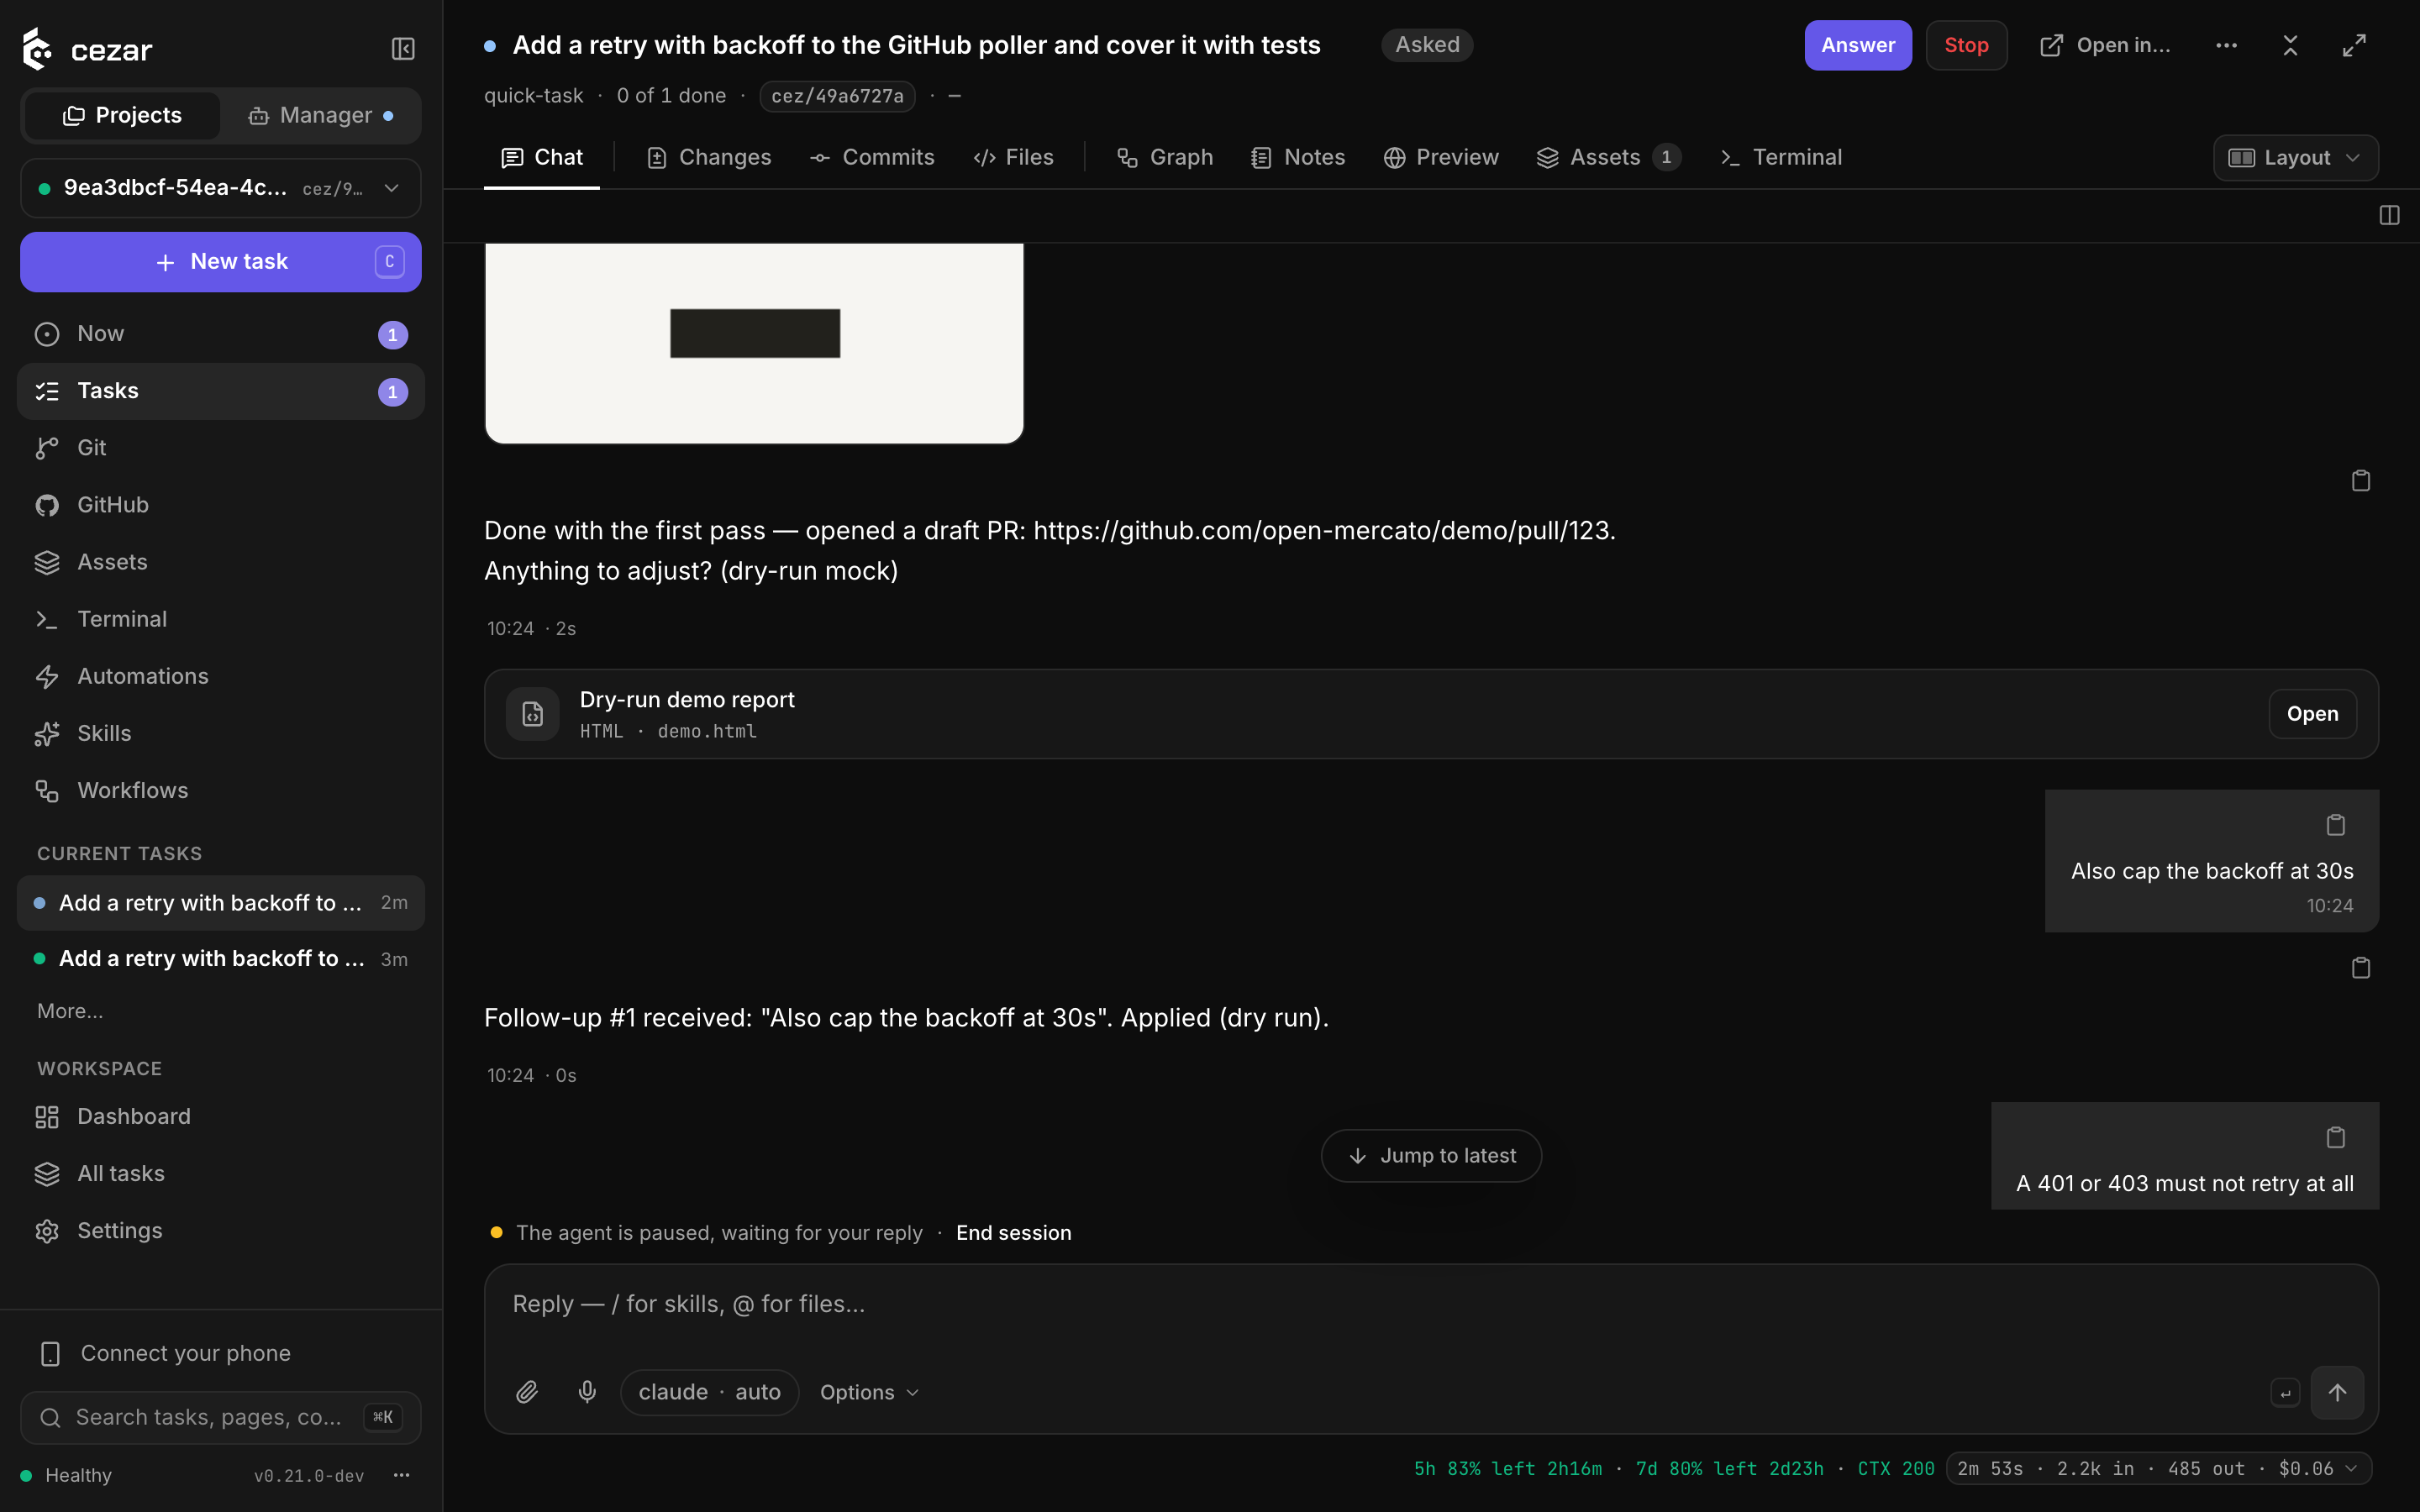 cezar
Projects
Manager
9ea3dbcf-54ea-4c... cez/9...
New task C
Now 1
Tasks 1
Git
GitHub
Assets
Terminal
Automations
Skills
Workflows
CURRENT TASKS
Add a retry with backoff to ... 2m
Add a retry with backoff to ... 3m
More...
WORKSPACE
Dashboard
All tasks
Settings
Connect your phone
Search tasks, pages, co... ⌘K
Healthy v0.21.0-dev ...
Add a retry with backoff to the GitHub poller and cover it with tests Asked
Answer Stop Open in... ...
quick-task · 0 of 1 done · cez/49a6727a · –
Chat Changes Commits Files Graph Notes Preview Assets 1 Terminal Layout
Done with the first pass — opened a draft PR: https://github.com/open-mercato/demo/pull/123.
Anything to adjust? (dry-run mock)
10:24 · 2s
Dry-run demo report
HTML · demo.html
Open
Also cap the backoff at 30s
10:24
Follow-up #1 received: "Also cap the backoff at 30s". Applied (dry run).
10:24 · 0s
Jump to latest
A 401 or 403 must not retry at all
The agent is paused, waiting for your reply · End session
Reply — / for skills, @ for files...
claude · auto Options ↵
5h 83% left 2h16m · 7d 80% left 2d23h · CTX 200 2m 53s · 2.2k in · 485 out · $0.06